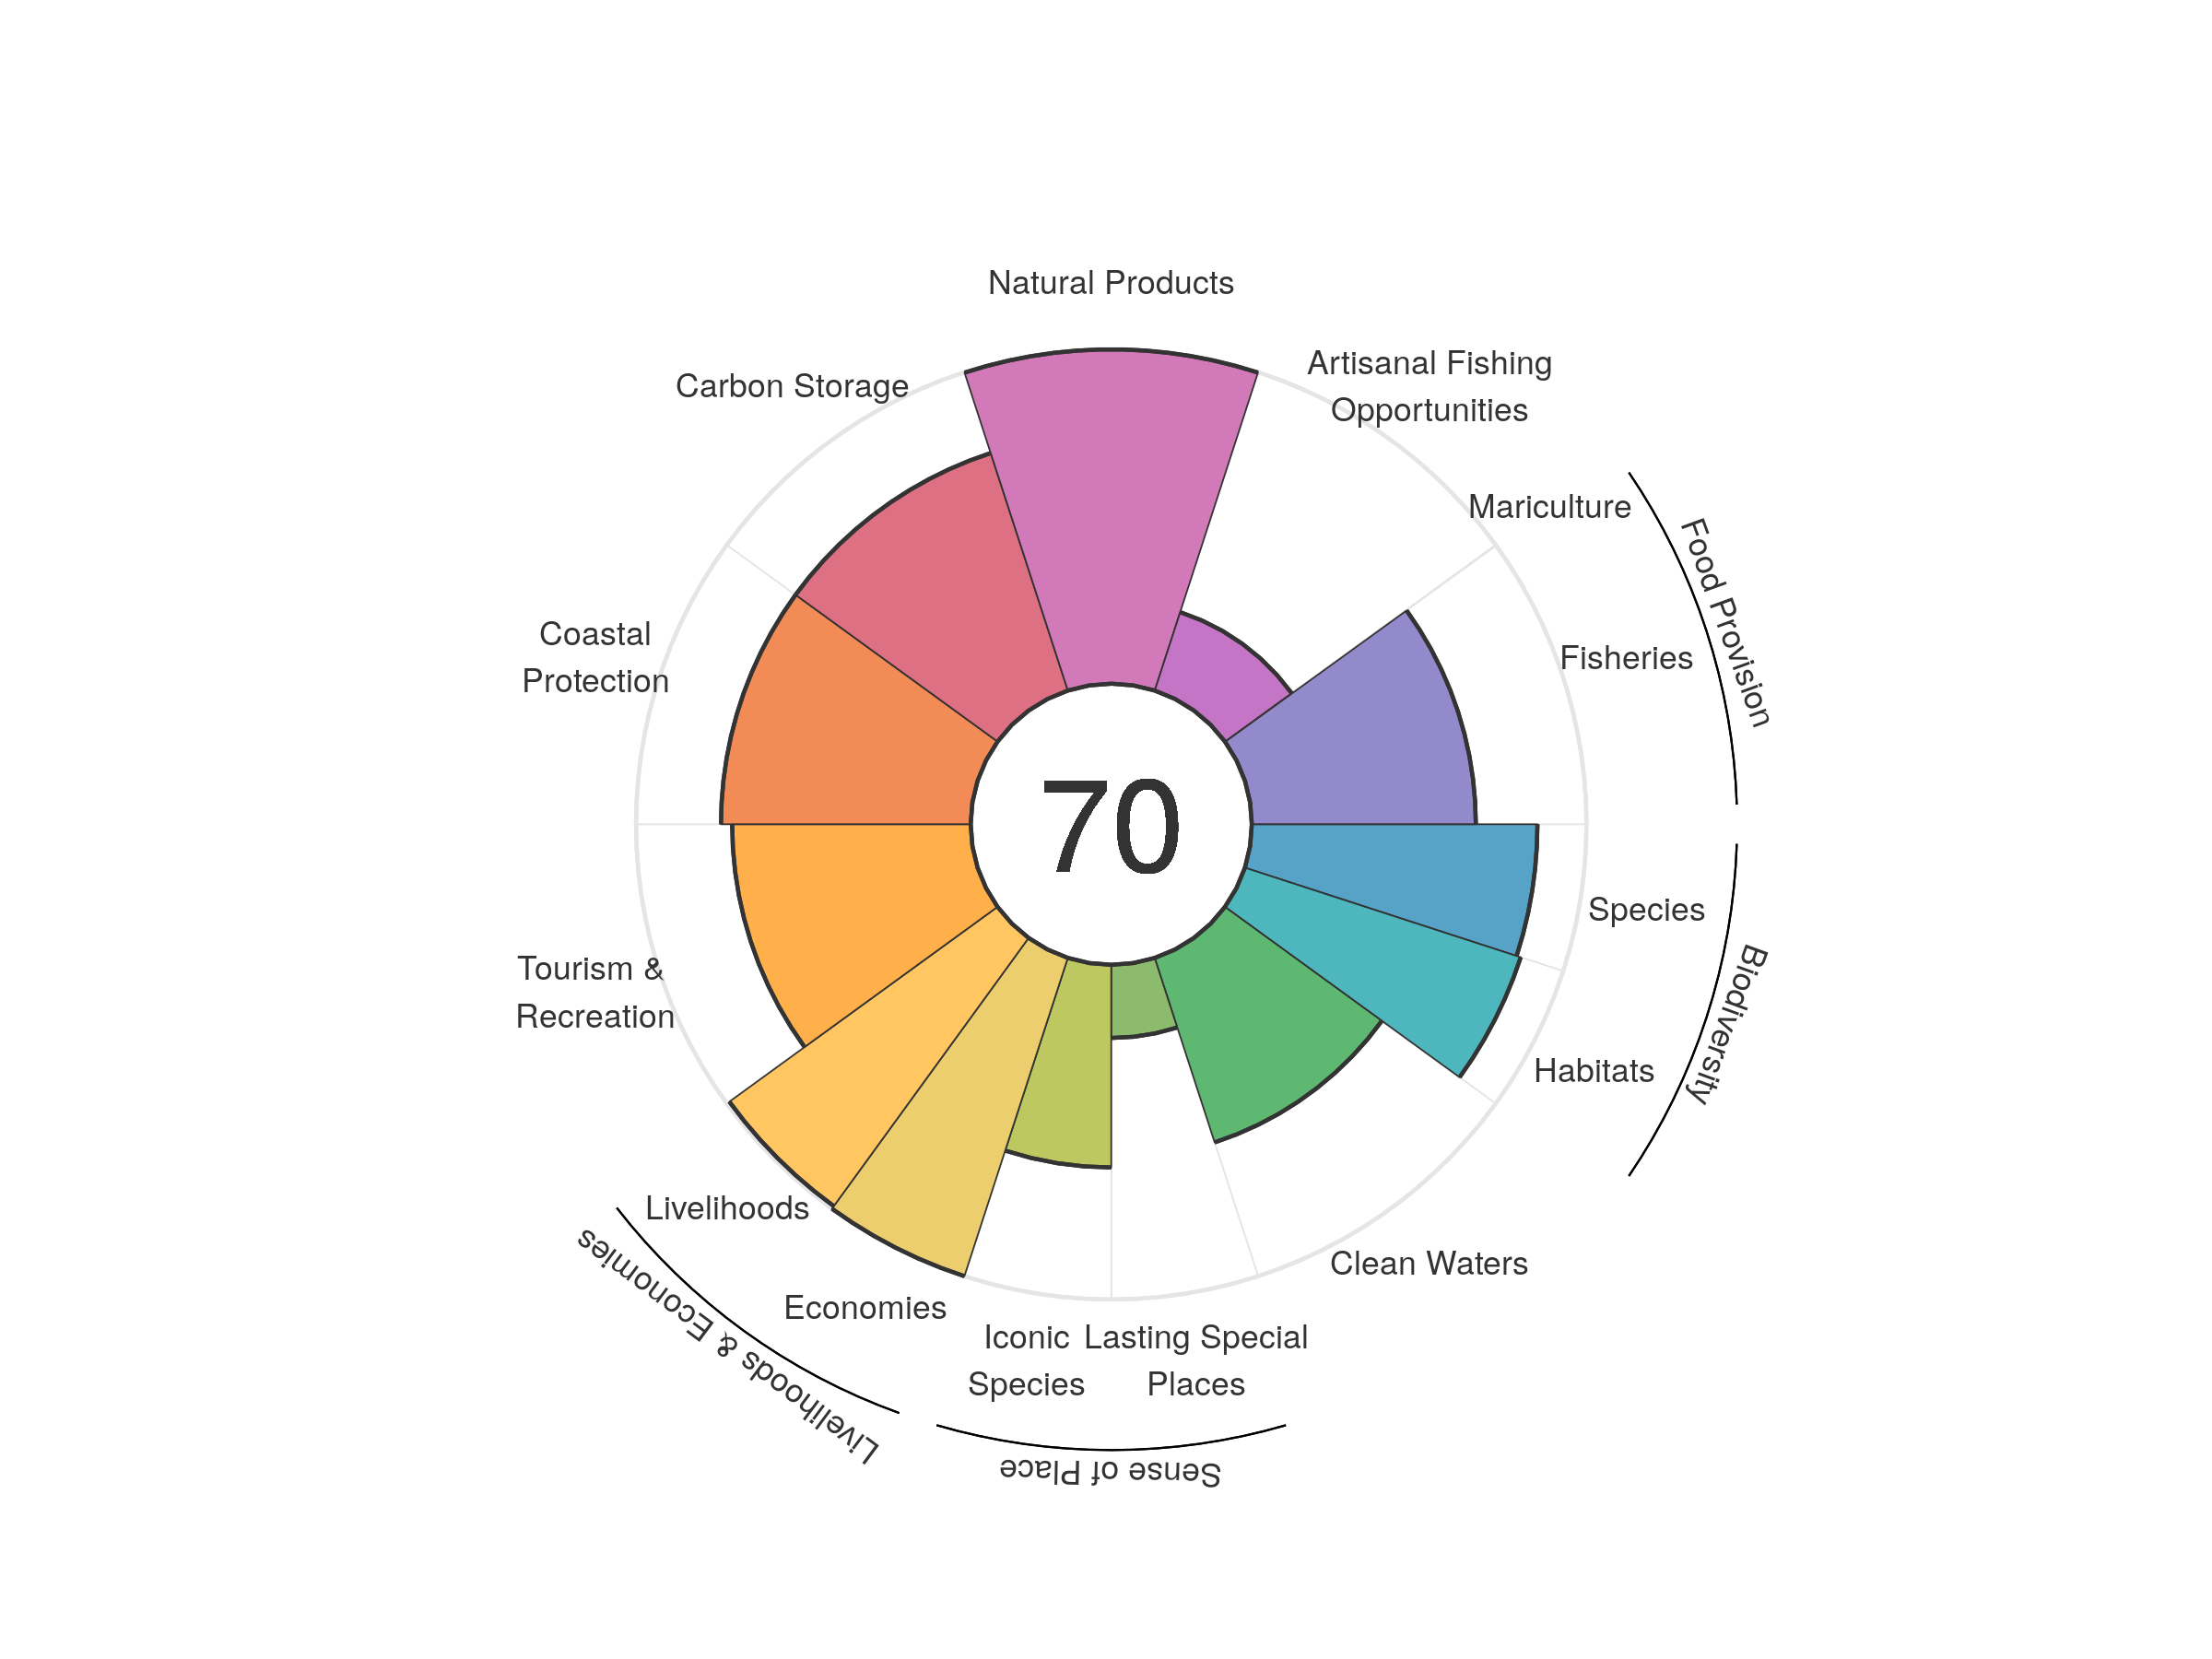 Natural Products
Artisanal Fishing
Opportunities
Carbon Storage
Mariculture
Food Provision
Fisheries
Coastal
Protection
70
Species
Biodiversity
Tourism &
Recreation
Habitats
Livelihoods
Clean Waters
Economies
Livelihoods & Economies
Iconic
Species
Lasting Special
Places
Sense of Place